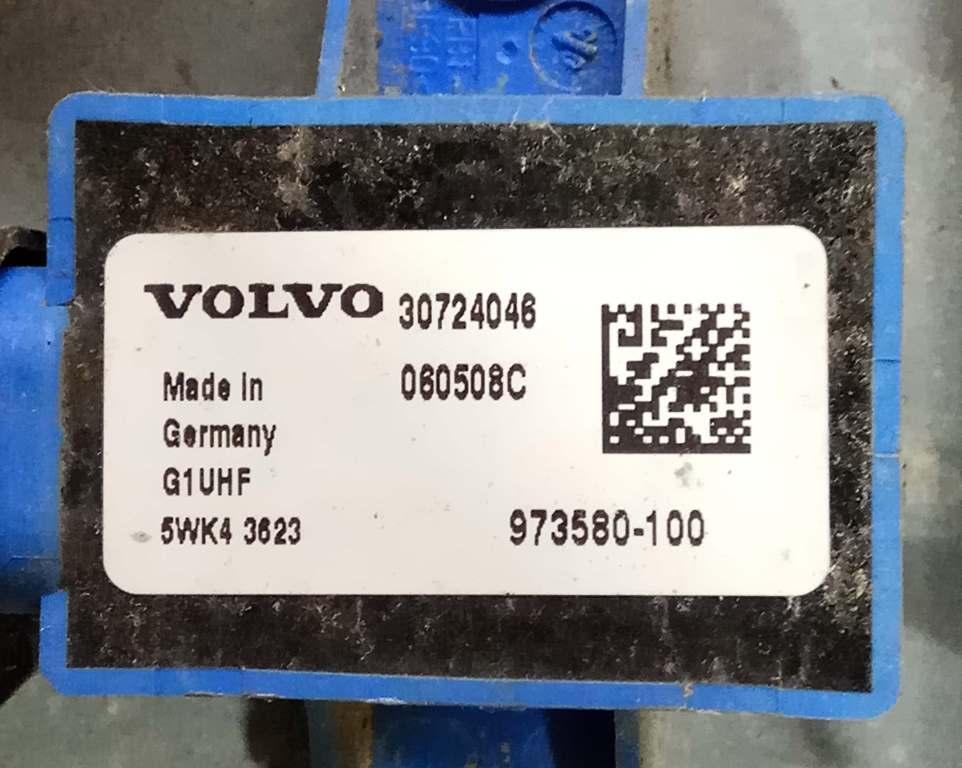 VOLVO 30724046
Made in 060508C
Germany
G1UHF
5WK4 3623 973580-100